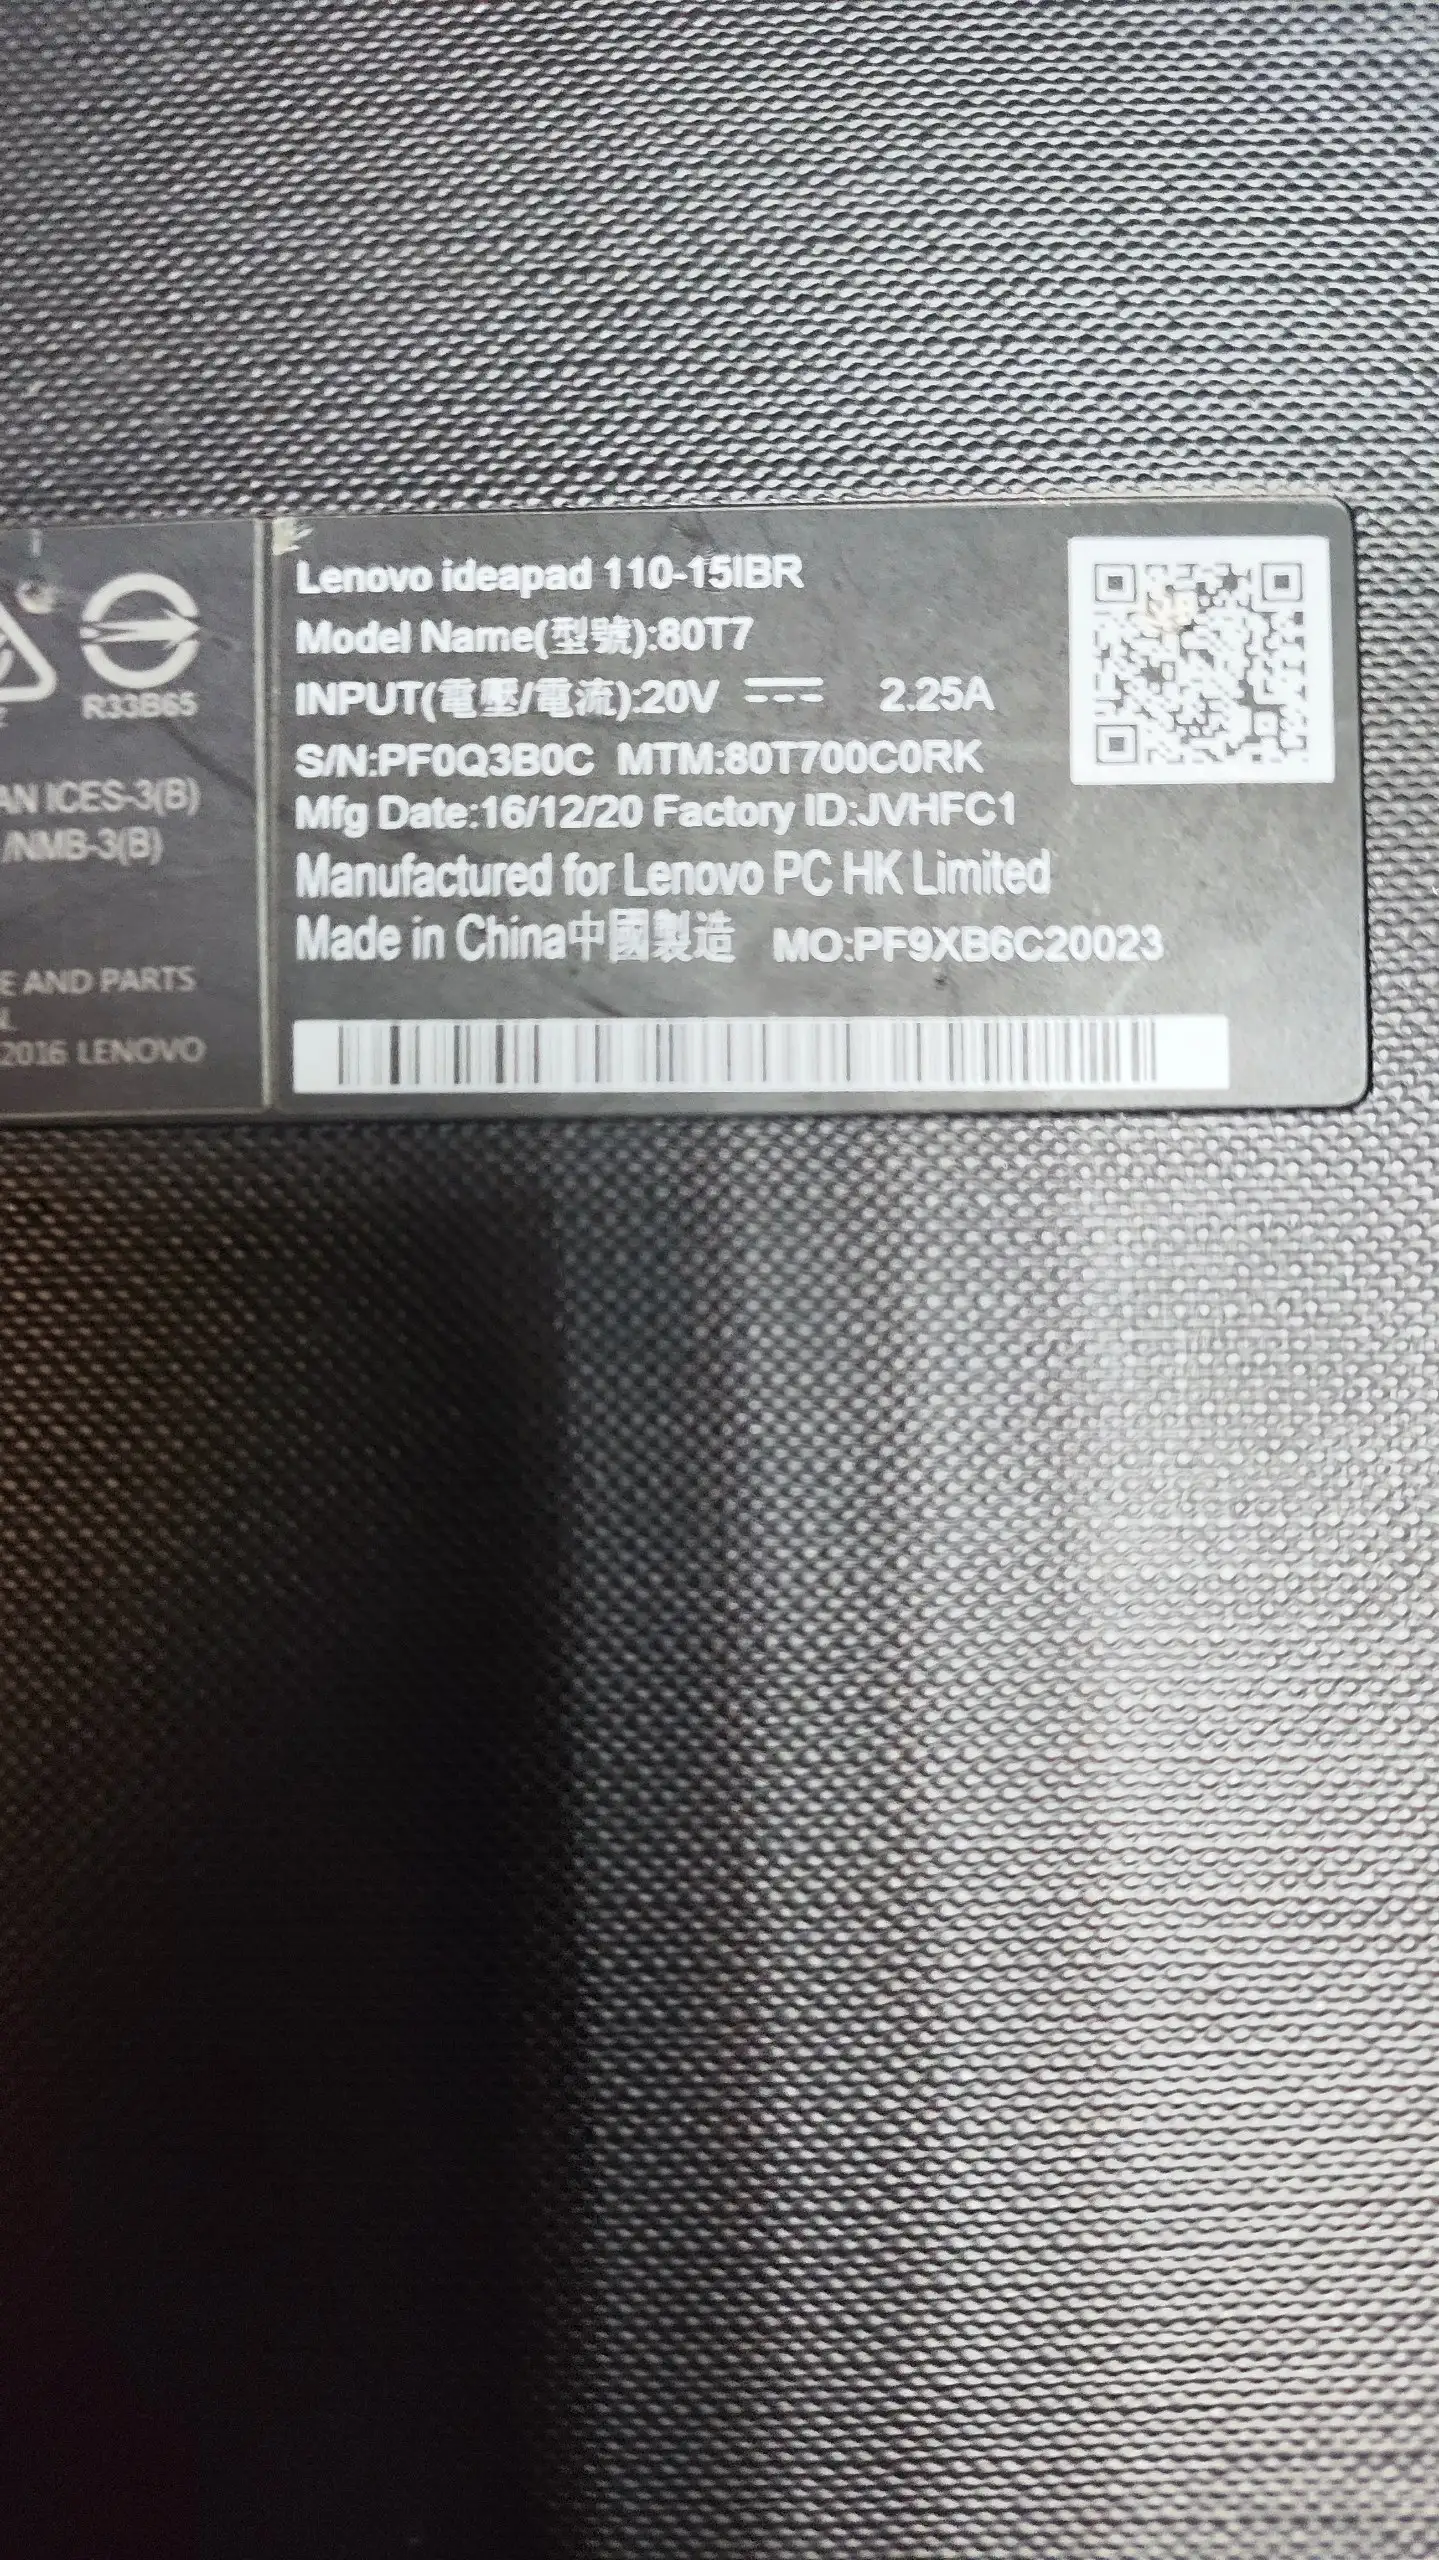 R33B65
AN ICES-3(B)
/NMB-3(B)
E AND PARTS
2016 LENOVO
Lenovo ideapad 110-15IBR
Model Name(型號):80T7
INPUT(電壓/電流):20V ⎓ 2.25A
S/N:PF0Q3B0C MTM:80T700C0RK
Mfg Date:16/12/20 Factory ID:JVHFC1
Manufactured for Lenovo PC HK Limited
Made in China中國製造 MO:PF9XB6C20023